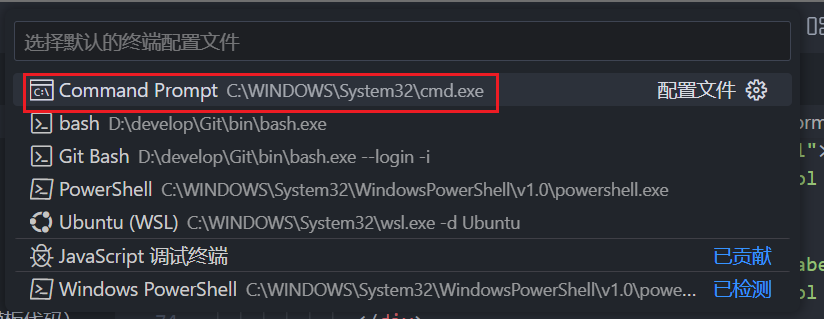 选择默认的终端配置文件
Command Prompt C:\WINDOWS\System32\cmd.exe 配置文件
bash D:\develop\Git\bin\bash.exe
Git Bash D:\develop\Git\bin\bash.exe --login -i
PowerShell C:\WINDOWS\System32\WindowsPowerShell\v1.0\powershell.exe
Ubuntu (WSL) C:\WINDOWS\System32\wsl.exe -d Ubuntu
JavaScript 调试终端 已贡献
Windows PowerShell C:\WINDOWS\System32\WindowsPowerShell\v1.0\powe... 已检测